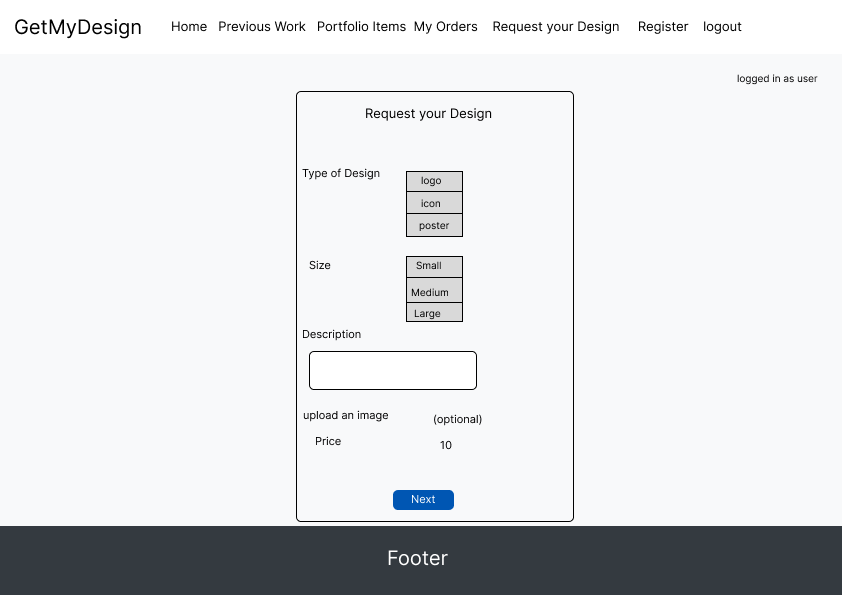 GetMyDesign Home Previous Work Portfolio Items My Orders Request your Design Register logout
logged in as user
Request your Design
Type of Design
logo
icon
poster
Size
Small
Medium
Large
Description
upload an image (optional)
Price 10
Next
Footer